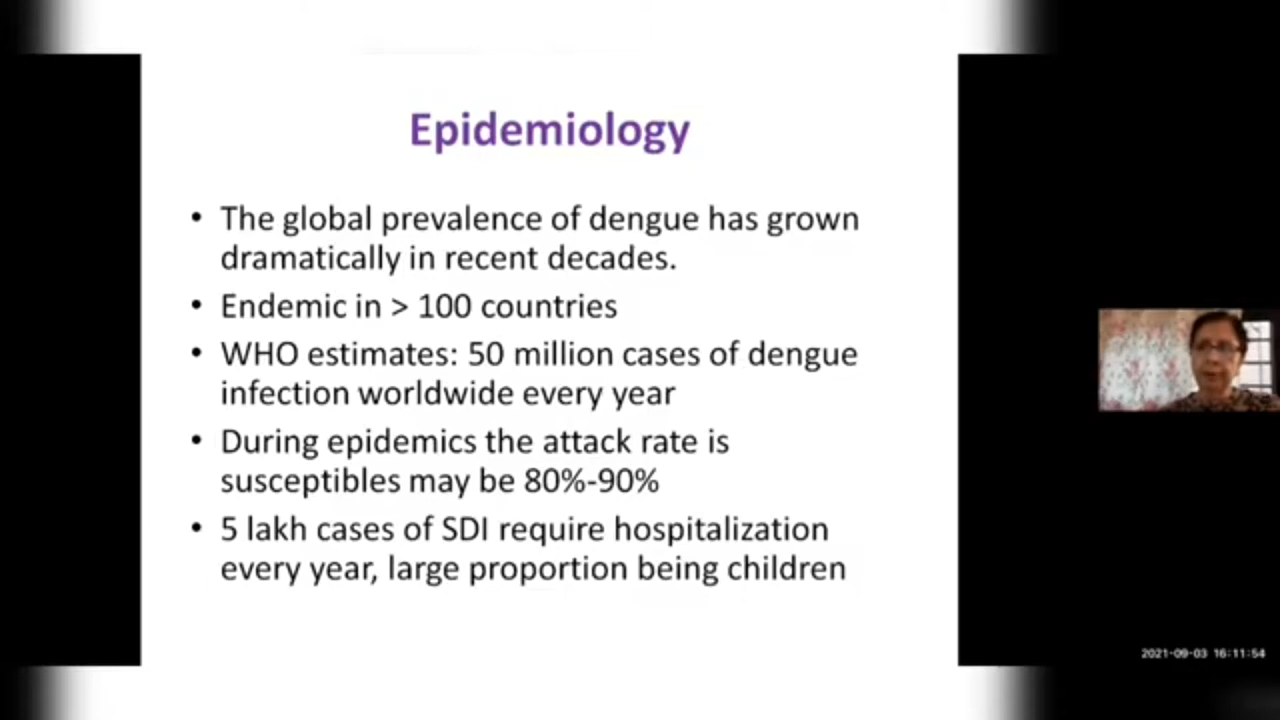 Epidemiology
• The global prevalence of dengue has grown
dramatically in recent decades.
• Endemic in > 100 countries
• WHO estimates: 50 million cases of dengue
infection worldwide every year
• During epidemics the attack rate is
susceptibles may be 80%-90%
• 5 lakh cases of SDI require hospitalization
every year, large proportion being children
2021-09-03 16:11:54